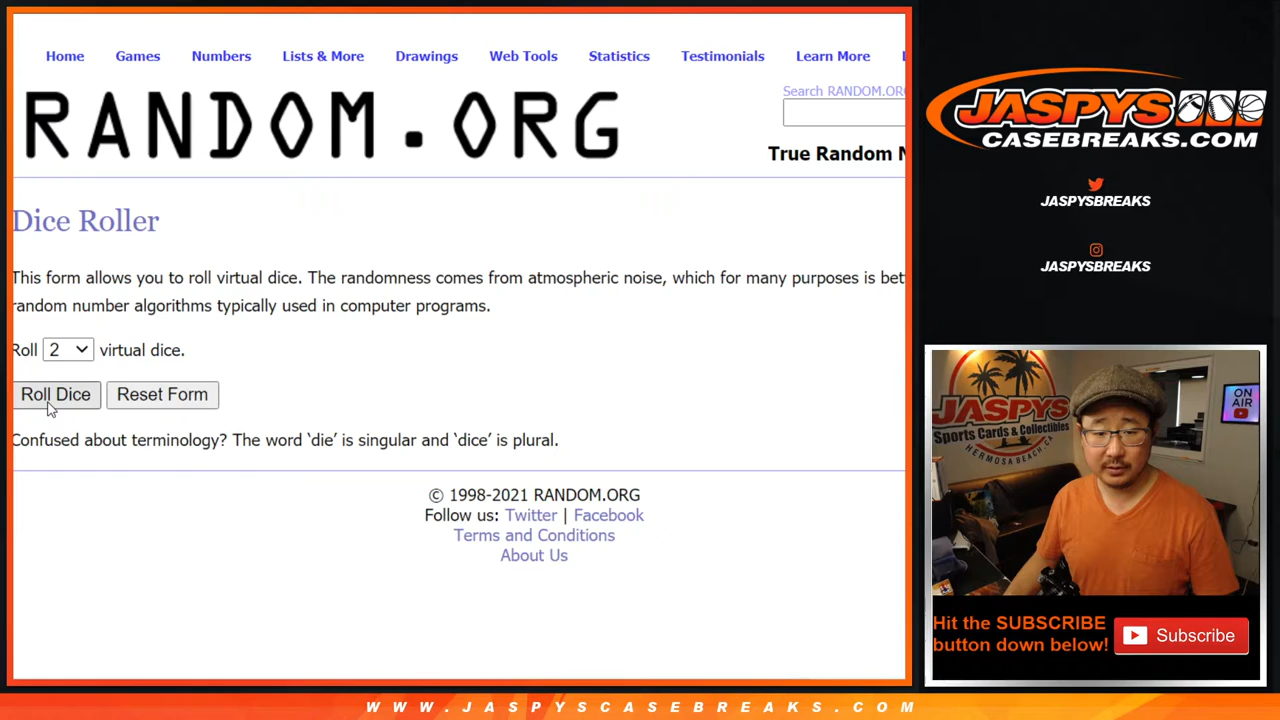 Home Games Numbers Lists & More Drawings Web Tools Statistics Testimonials Learn More
RANDOM.ORG
Search RANDOM.ORG
True Random N
Dice Roller
This form allows you to roll virtual dice. The randomness comes from atmospheric noise, which for many purposes is bet
random number algorithms typically used in computer programs.
Roll 2 virtual dice.
Roll Dice Reset Form
Confused about terminology? The word ‘die’ is singular and ‘dice’ is plural.
© 1998-2021 RANDOM.ORG
Follow us: Twitter | Facebook
Terms and Conditions
About Us
JASPYS
CASEBREAKS.COM
JASPYSBREAKS
JASPYSBREAKS
JASPYS
Sports Cards & Collectibles
HERMOSA BEACH, CA
ON
AIR
Hit the SUBSCRIBE
button down below!
Subscribe
WWW.JASPYSCASEBREAKS.COM